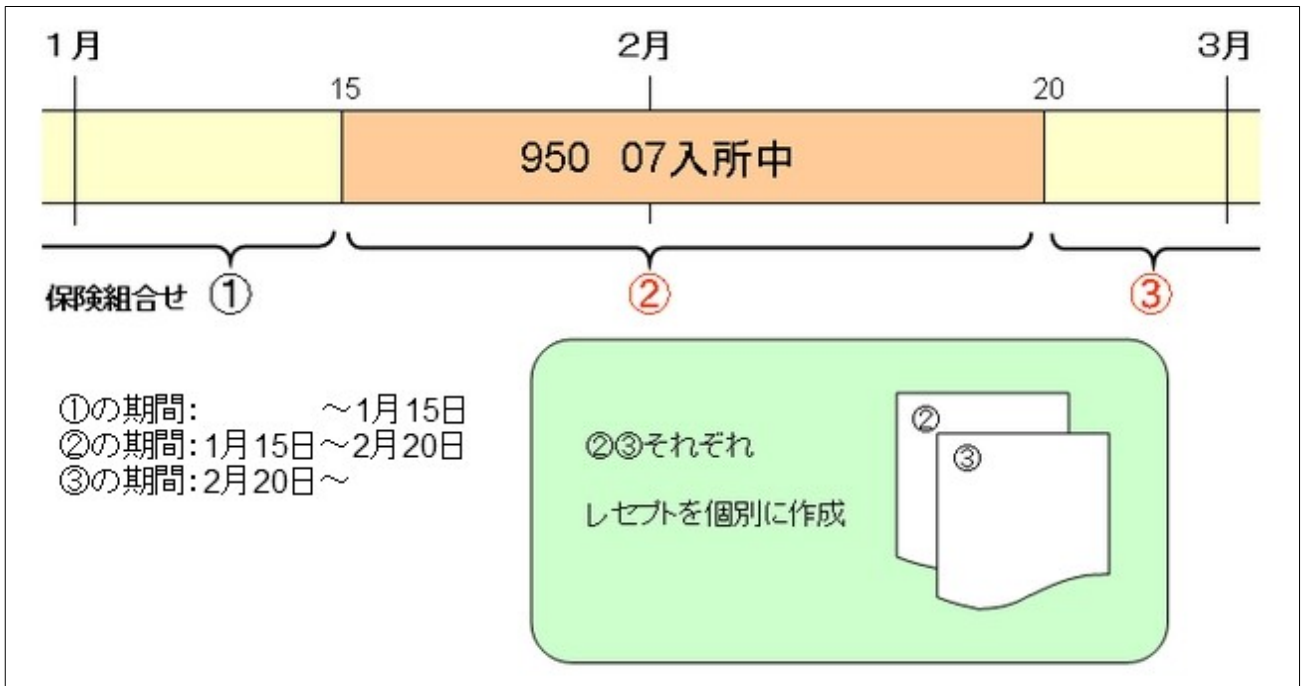 1月 2月 3月
15 20
950 07入所中
保険組合せ ① ② ③
①の期間: ～1月15日
②の期間:1月15日～2月20日
③の期間:2月20日～
②③それぞれ
レセプトを個別に作成
②
③